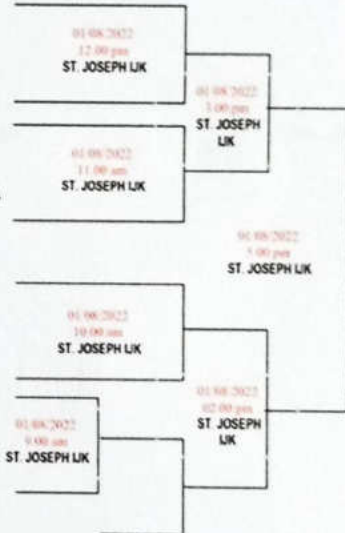 01/08/2022
12:00 pm
ST. JOSEPH IJK
01/08/2022
3:00 pm
ST. JOSEPH
IJK
01/08/2022
11:00 am
ST. JOSEPH IJK
01/08/2022
5:00 pm
ST. JOSEPH IJK
01/08/2022
10:00 am
ST. JOSEPH IJK
01/08/2022
02:00 pm
ST. JOSEPH
IJK
01/08/2022
9:00 am
ST. JOSEPH IJK